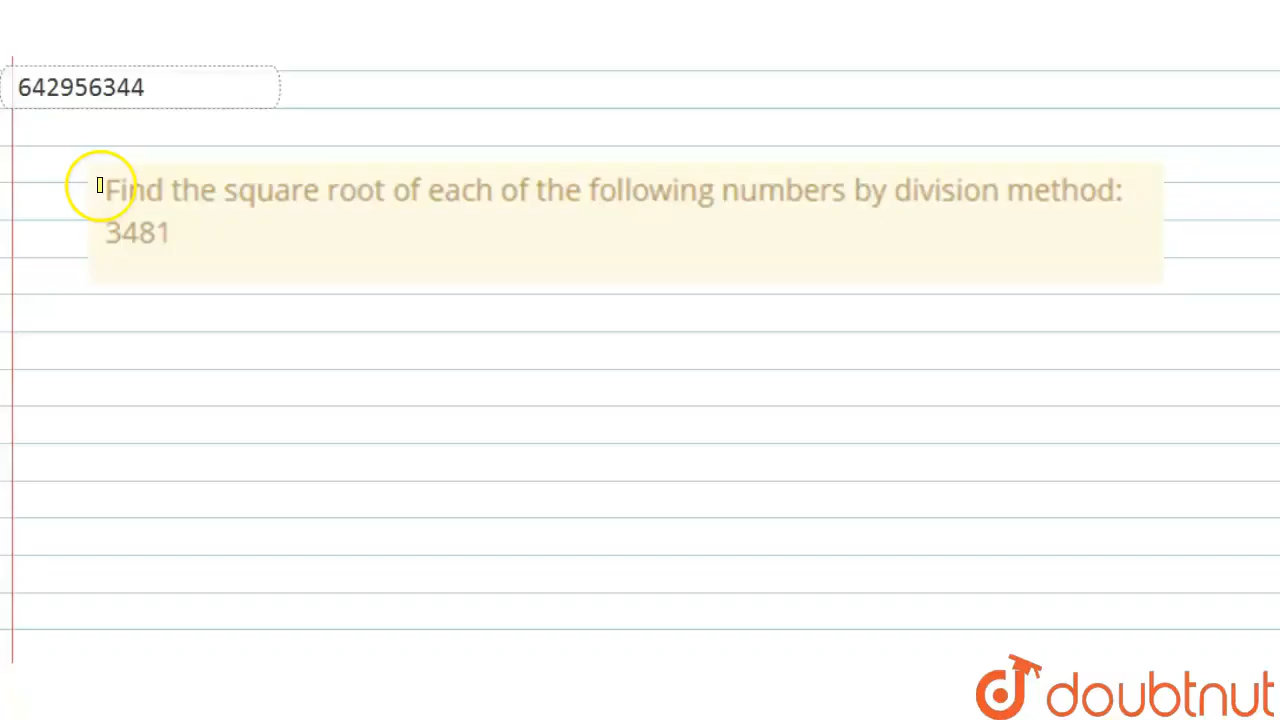 642956344
Find the square root of each of the following numbers by division method:
3481
doubtnut